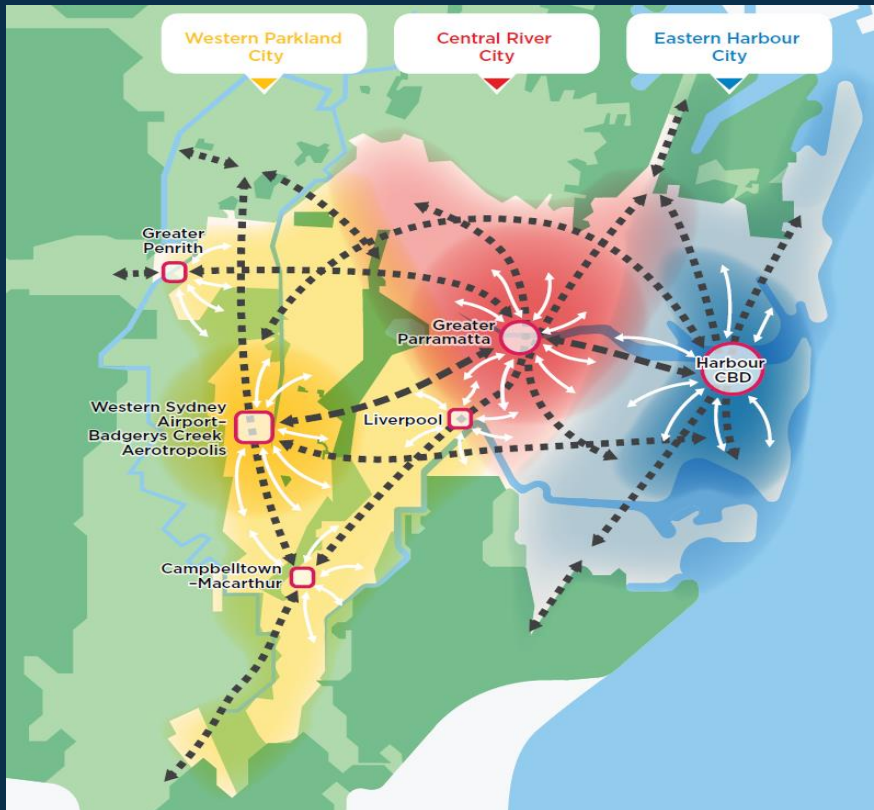 Western Parkland
City
Central River
City
Eastern Harbour
City
Greater
Penrith
Greater
Parramatta
Harbour
CBD
Western Sydney
Airport–
Badgerys Creek
Aerotropolis
Liverpool
Campbelltown
–Macarthur